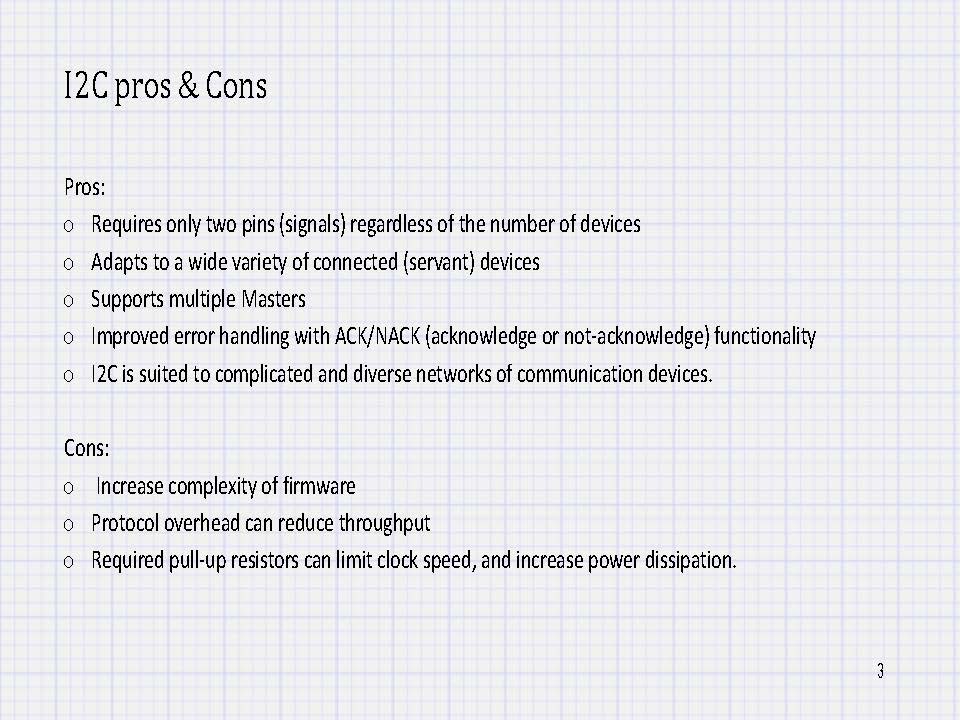 I2C pros & Cons
Pros:
o Requires only two pins (signals) regardless of the number of devices
o Adapts to a wide variety of connected (servant) devices
o Supports multiple Masters
o Improved error handling with ACK/NACK (acknowledge or not-acknowledge) functionality
o I2C is suited to complicated and diverse networks of communication devices.
Cons:
o Increase complexity of firmware
o Protocol overhead can reduce throughput
o Required pull-up resistors can limit clock speed, and increase power dissipation.
3